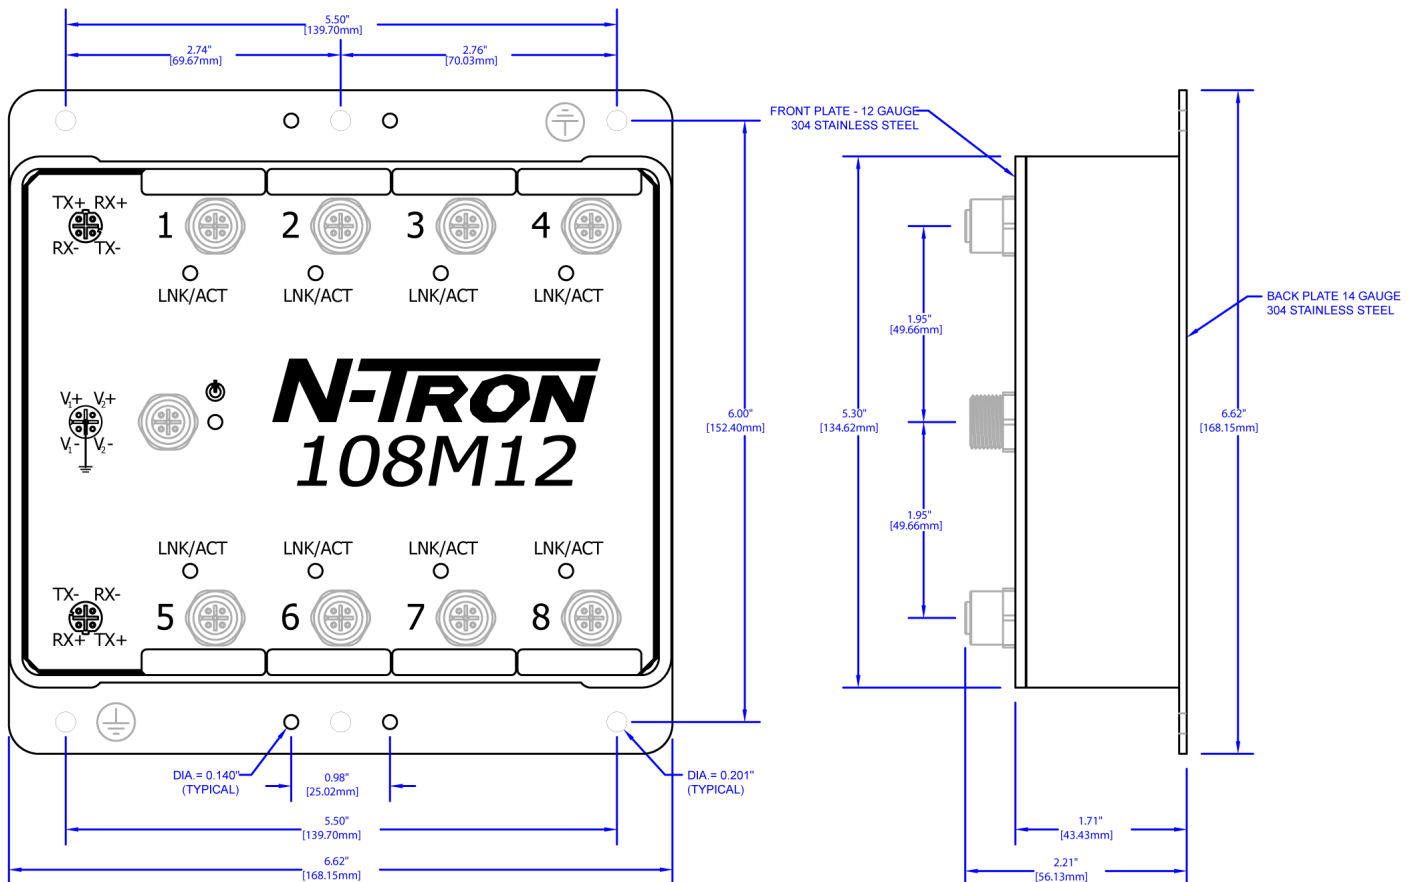 5.50"
[139.70mm]
2.74"
[69.67mm]
2.76"
[70.03mm]
FRONT PLATE - 12 GAUGE
304 STAINLESS STEEL
TX+ RX+
RX- TX-
1 2 3 4
LNK/ACT LNK/ACT LNK/ACT LNK/ACT
BACK PLATE 14 GAUGE
304 STAINLESS STEEL
1.95"
[49.66mm]
V1+ V2+
V1- V2-
N-TRON
108M12
6.00"
[152.40mm]
5.30"
[134.62mm]
6.62"
[168.15mm]
1.95"
[49.66mm]
LNK/ACT LNK/ACT LNK/ACT LNK/ACT
TX- RX-
RX+ TX+
5 6 7 8
DIA.= 0.140"
(TYPICAL)
0.98"
[25.02mm]
DIA.= 0.201"
(TYPICAL)
5.50"
[139.70mm]
1.71"
[43.43mm]
6.62"
[168.15mm]
2.21"
[56.13mm]